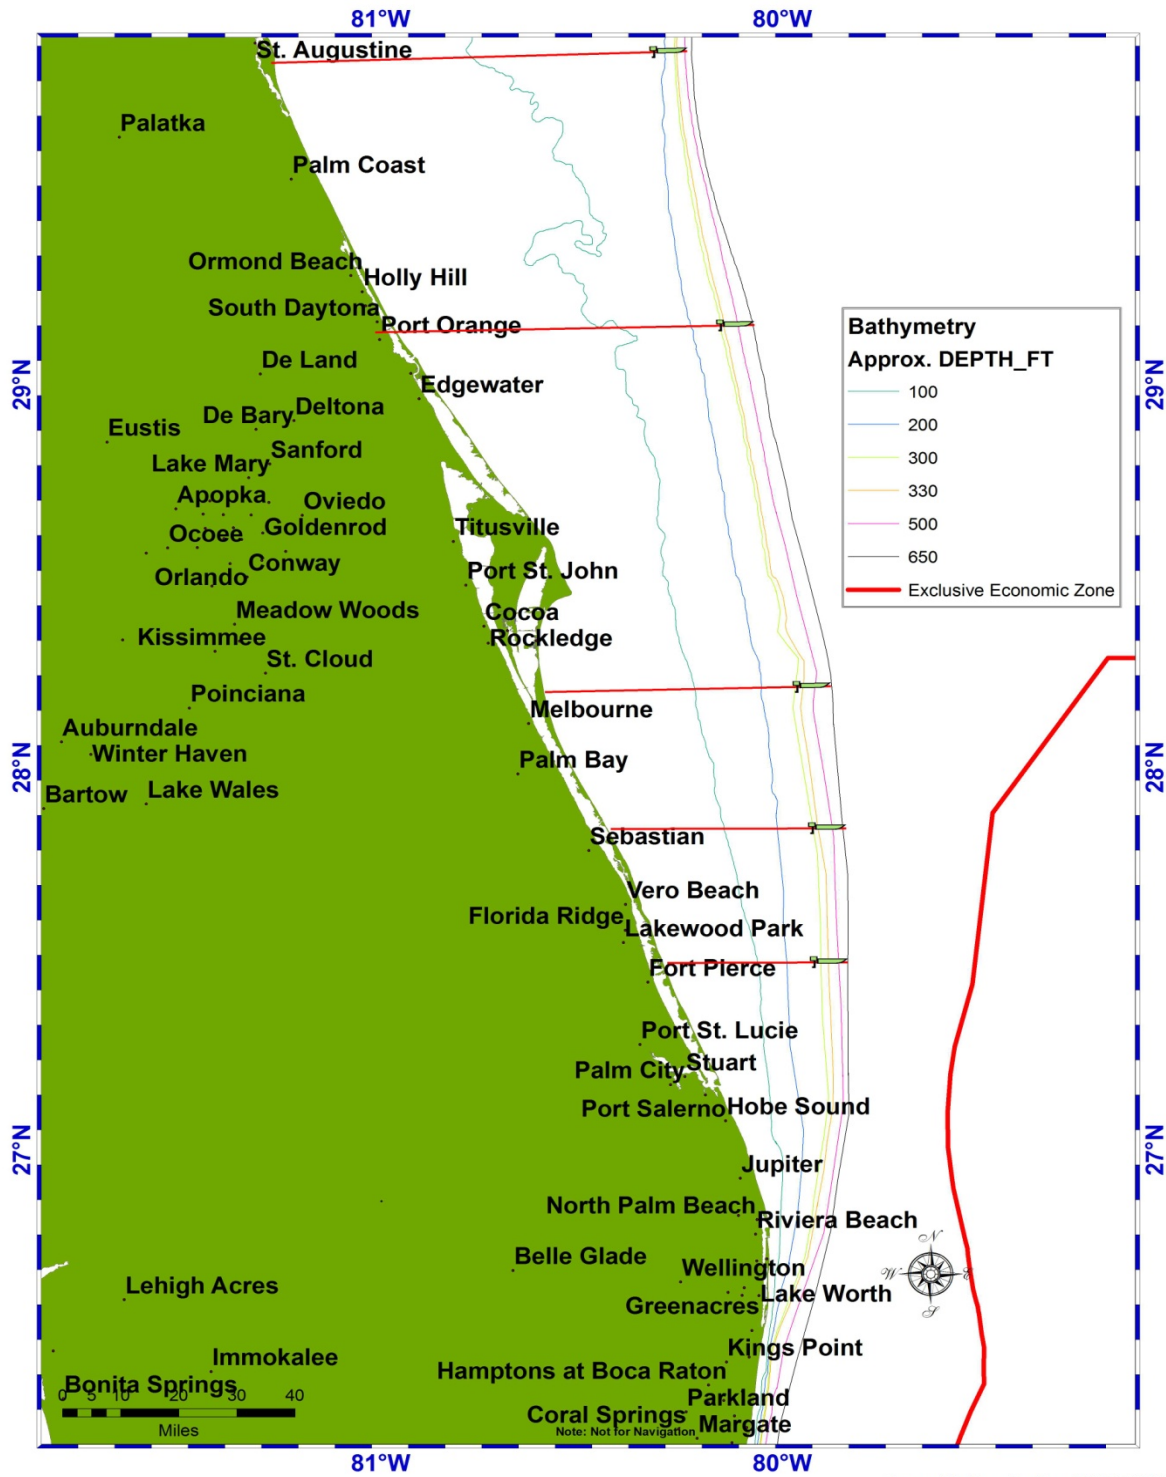 81°W
80°W
St. Augustine
Palatka
Palm Coast
Ormond Beach
Holly Hill
South Daytona
Port Orange
De Land
Edgewater
29°N
29°N
Deltona
De Bary
Eustis
Sanford
Lake Mary
Apopka
Oviedo
Ocoee
Goldenrod
Titusville
Conway
Orlando
Port St. John
Meadow Woods
Cocoa
Kissimmee
Rockledge
St. Cloud
Poinciana
Melbourne
Auburndale
Winter Haven
Palm Bay
28°N
28°N
Bartow
Lake Wales
Sebastian
Vero Beach
Florida Ridge
Lakewood Park
Fort Pierce
Port St. Lucie
Stuart
Palm City
Port Salerno
Hobe Sound
27°N
27°N
Jupiter
North Palm Beach
Riviera Beach
Belle Glade
Wellington
Lehigh Acres
Lake Worth
Greenacres
Kings Point
Immokalee
Hamptons at Boca Raton
Bonita Springs
Parkland
Coral Springs
Margate
Note: Not for Navigation
0 5 10 20 30 40
Miles
81°W
80°W
Bathymetry
Approx. DEPTH_FT
100
200
300
330
500
650
Exclusive Economic Zone
N
W
E
S